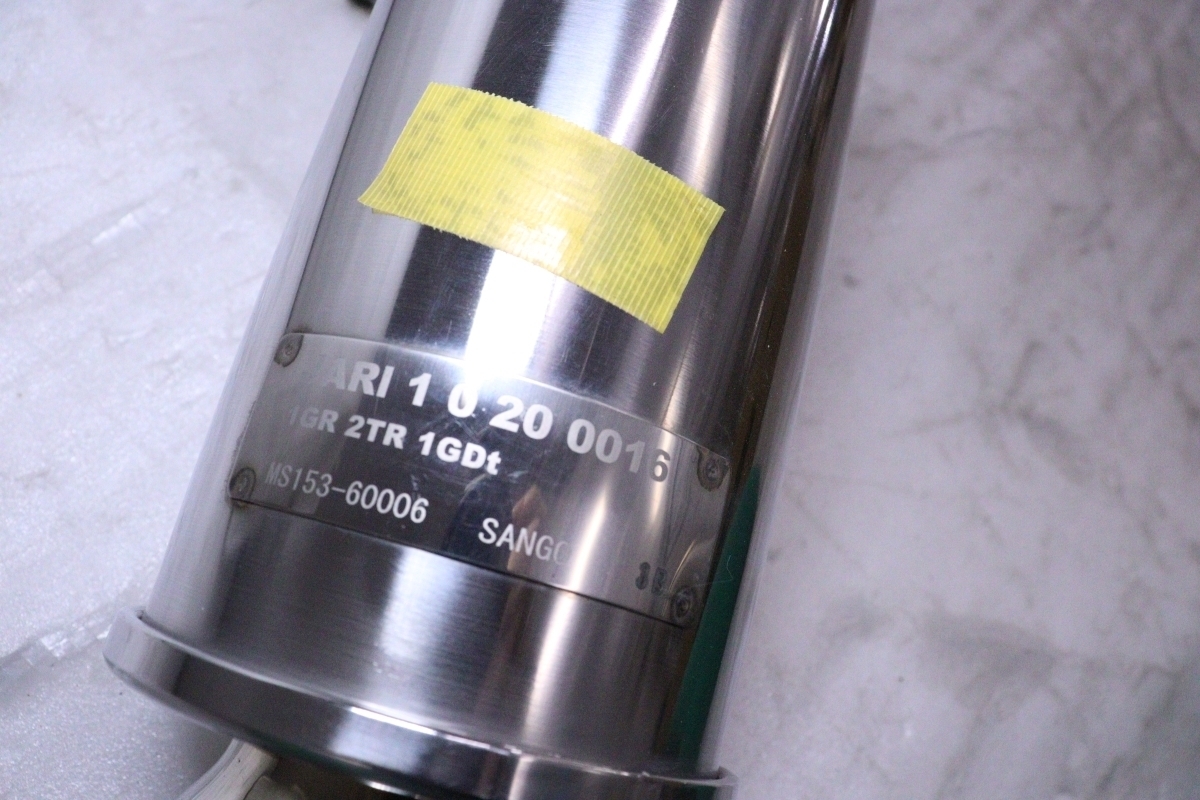 ARI 1 0 20 0016
1GR 2TR 1GDt
MS153-60006 SANGO